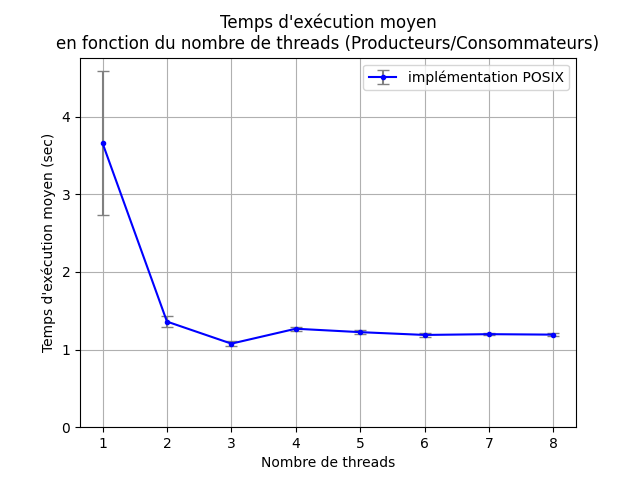 Temps d'exécution moyen
en fonction du nombre de threads (Producteurs/Consommateurs)
implémentation POSIX
Temps d'exécution moyen (sec)
4
3
2
1
0
1 2 3 4 5 6 7 8
Nombre de threads